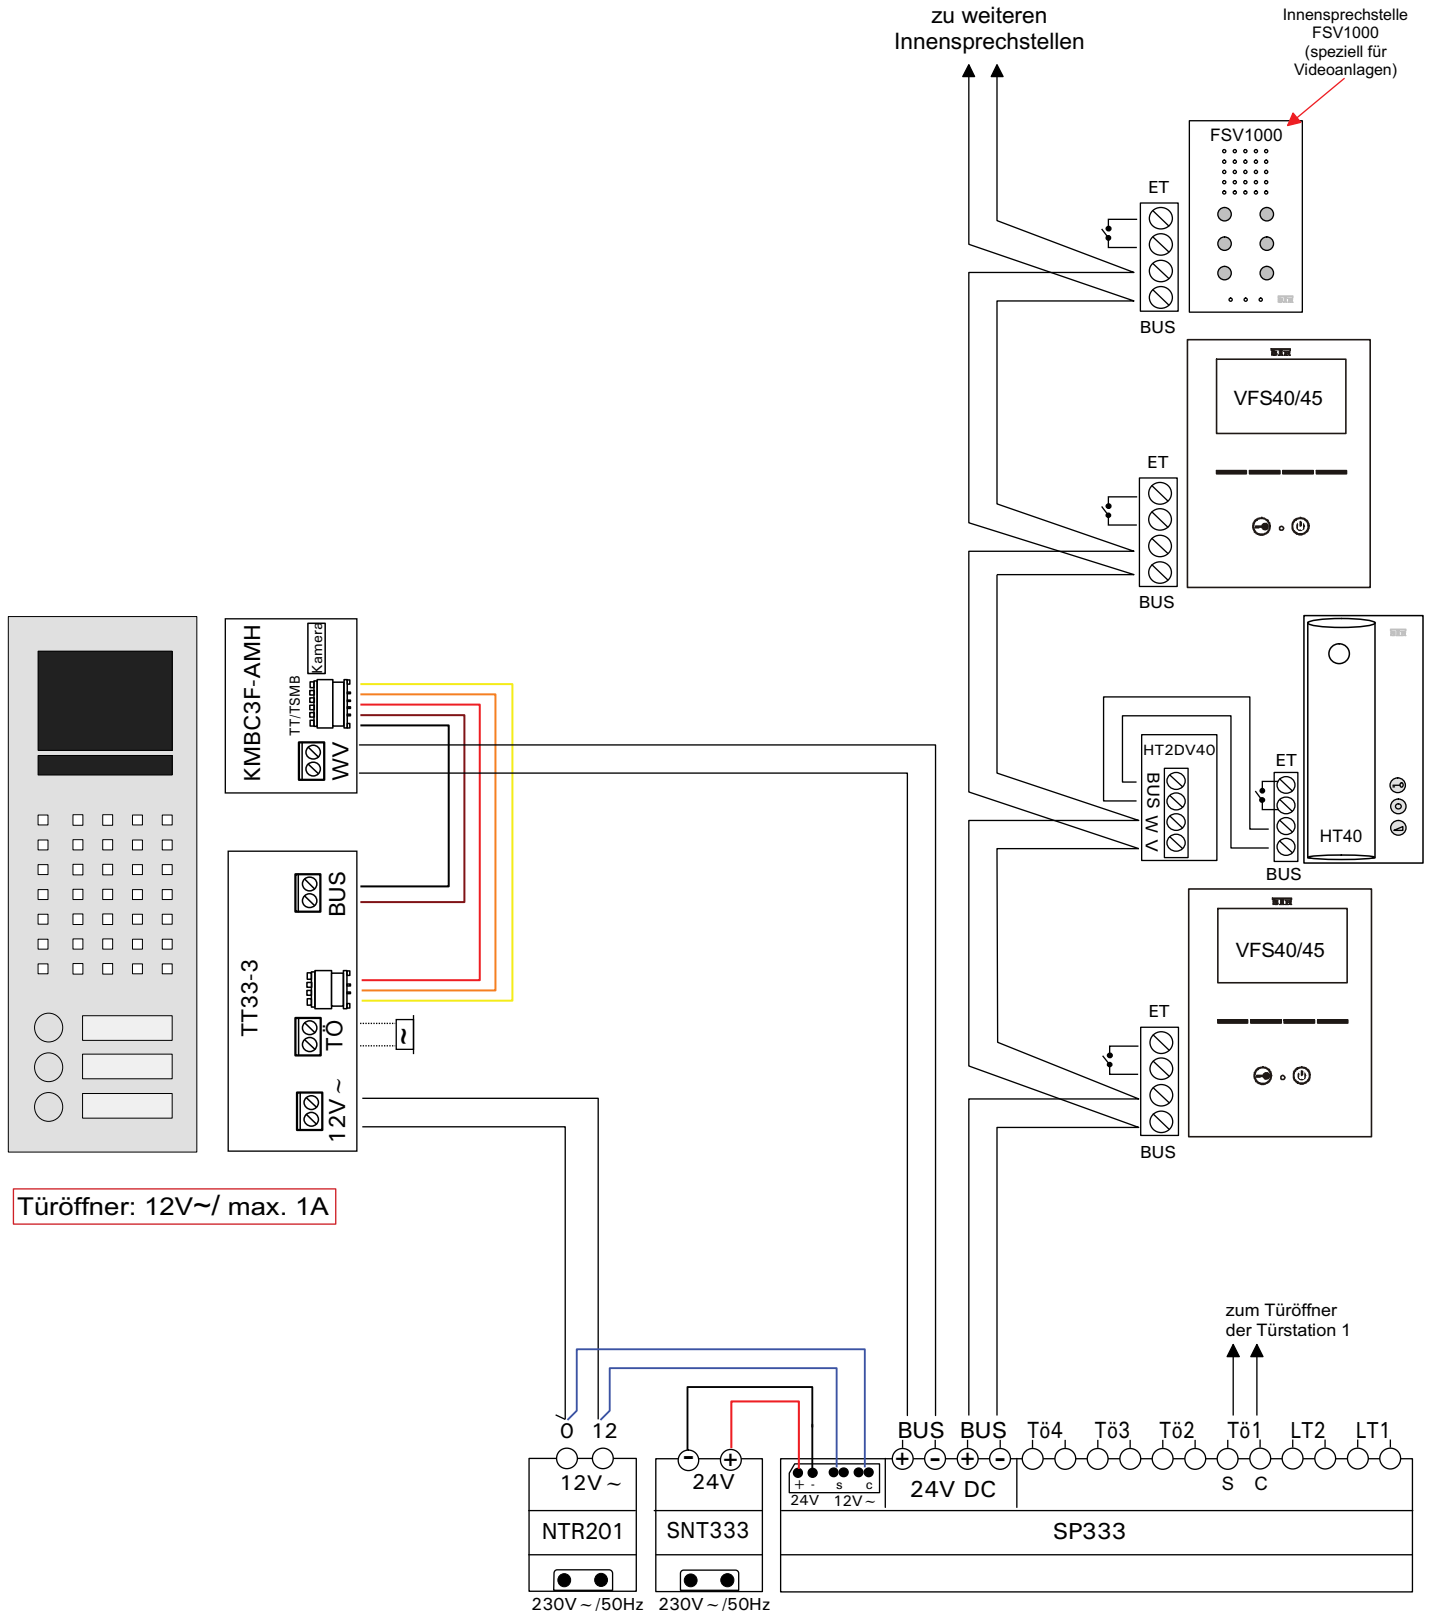 zu weiteren
Innensprechstellen
Innensprechstelle
FSV1000
(speziell für
Videoanlagen)
FSV1000
ET
BUS
VFS40/45
ET
BUS
KMBC3F-AMH
Kamera
TT/TSMB
WV
HT2DV40
BUS
W
V
ET
BUS
HT40
TT33-3
BUS
TÖ
~
12V~
VFS40/45
ET
BUS
Türöffner: 12V~/ max. 1A
zum Türöffner
der Türstation 1
0 12
12V~
NTR201
230V~/50Hz
- +
24V
SNT333
230V~/50Hz
+ - s c
24V 12V~
BUS BUS Tö4 Tö3 Tö2 Tö1 LT2 LT1
+ - + -
24V DC
S C
SP333